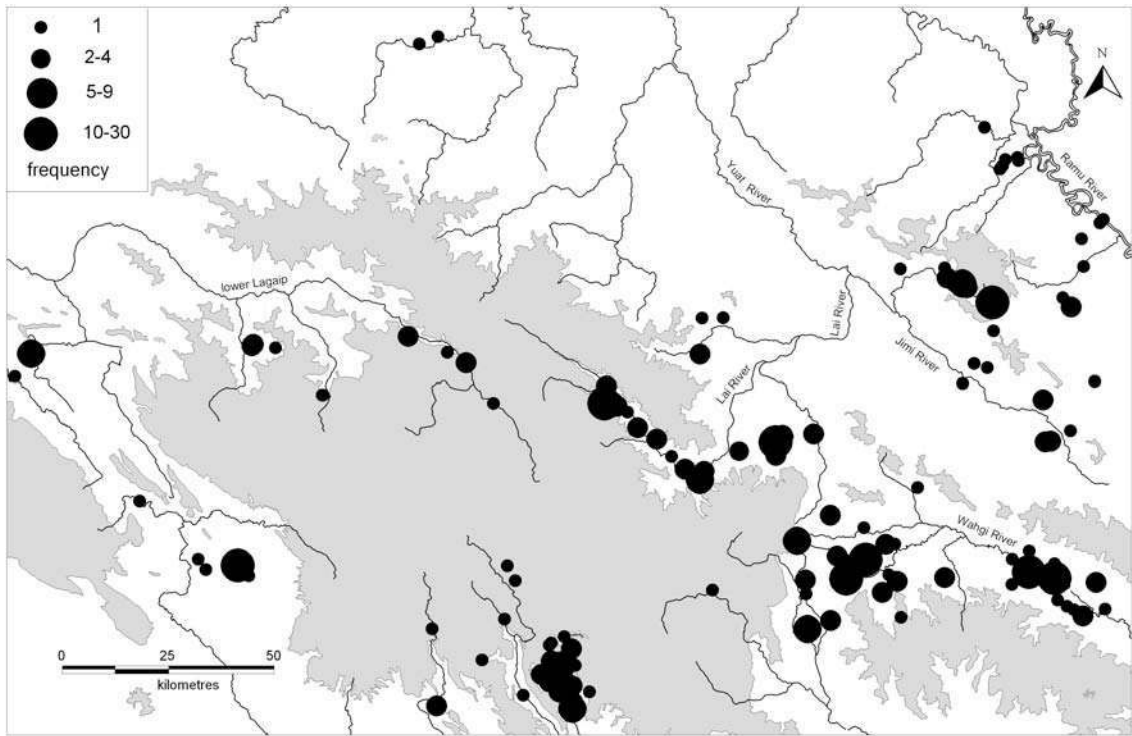 1
2-4
5-9
10-30
frequency
N
Yuat River
Ramu River
lower Lagaip
Lai River
Jimi River
Lai River
Wahgi River
0 25 50
kilometres